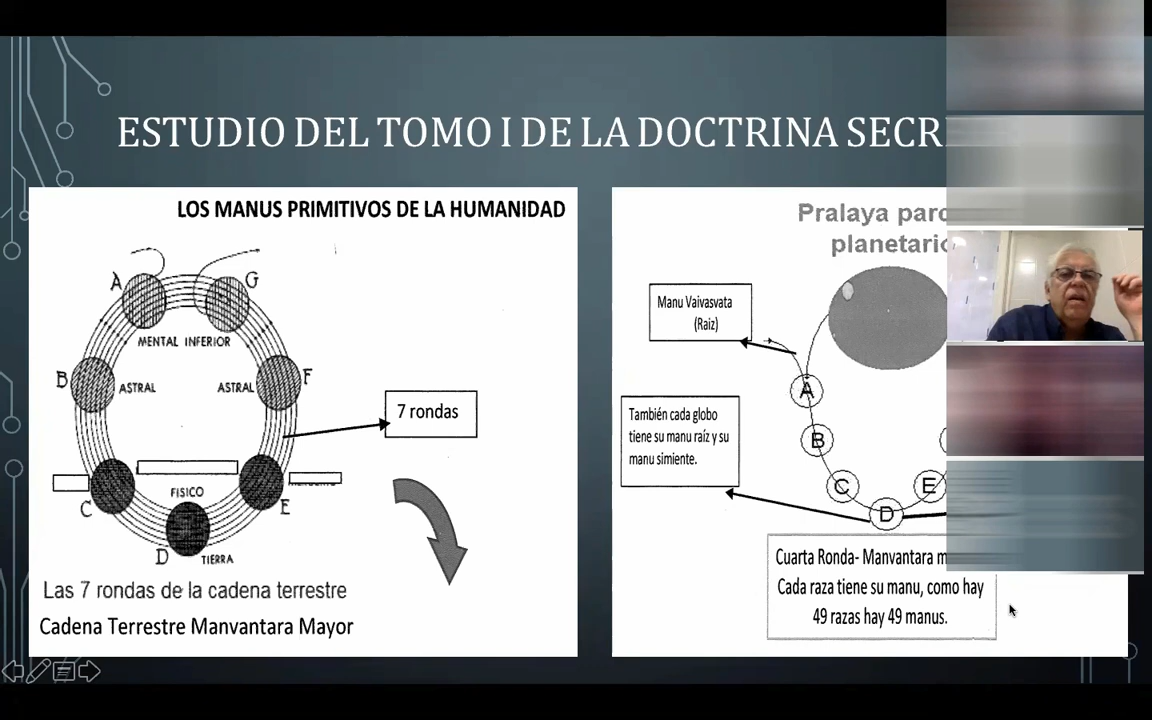 ESTUDIO DEL TOMO I DE LA DOCTRINA SECR
LOS MANUS PRIMITIVOS DE LA HUMANIDAD
A
G
MENTAL INFERIOR
B
ASTRAL
ASTRAL
F
7 rondas
FISICO
C
E
D
TIERRA
Las 7 rondas de la cadena terrestre
Cadena Terrestre Manvantara Mayor
Pralaya parc
planetario
Manu Vaivasvata
(Raiz)
A
También cada globo
tiene su manu raíz y su
manu simiente.
B
C
E
D
Cuarta Ronda- Manvantara m
Cada raza tiene su manu, como hay
49 razas hay 49 manus.